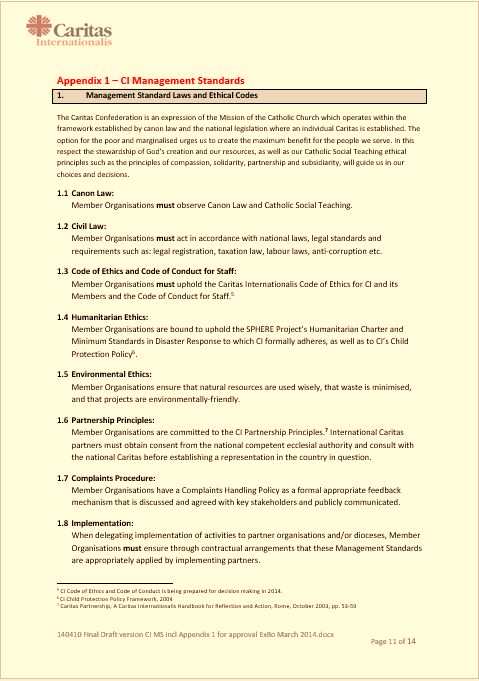 Caritas
Internationalis
Appendix 1 – CI Management Standards
1. Management Standard Laws and Ethical Codes
The Caritas Confederation is an expression of the Mission of the Catholic Church which operates within the
framework established by canon law and the national legislation where an individual Caritas is established. The
option for the poor and marginalised urges us to create the maximum benefit for the people we serve. In this
respect the stewardship of God's creation and our resources, as well as our Catholic Social Teaching ethical
principles such as the principles of compassion, solidarity, partnership and subsidiarity, will guide us in our
choices and decisions.
1.1 Canon Law:
Member Organisations must observe Canon Law and Catholic Social Teaching.
1.2 Civil Law:
Member Organisations must act in accordance with national laws, legal standards and
requirements such as: legal registration, taxation law, labour laws, anti-corruption etc.
1.3 Code of Ethics and Code of Conduct for Staff:
Member Organisations must uphold the Caritas Internationalis Code of Ethics for CI and its
Members and the Code of Conduct for Staff.⁵
1.4 Humanitarian Ethics:
Member Organisations are bound to uphold the SPHERE Project's Humanitarian Charter and
Minimum Standards in Disaster Response to which CI formally adheres, as well as to CI's Child
Protection Policy⁶.
1.5 Environmental Ethics:
Member Organisations ensure that natural resources are used wisely, that waste is minimised,
and that projects are environmentally-friendly.
1.6 Partnership Principles:
Member Organisations are committed to the CI Partnership Principles.⁷ International Caritas
partners must obtain consent from the national competent ecclesial authority and consult with
the national Caritas before establishing a representation in the country in question.
1.7 Complaints Procedure:
Member Organisations have a Complaints Handling Policy as a formal appropriate feedback
mechanism that is discussed and agreed with key stakeholders and publicly communicated.
1.8 Implementation:
When delegating implementation of activities to partner organisations and/or dioceses, Member
Organisations must ensure through contractual arrangements that these Management Standards
are appropriately applied by implementing partners.
⁵ CI Code of Ethics and Code of Conduct is being prepared for decision making in 2014.
⁶ CI Child Protection Policy Framework, 2004
⁷ Caritas Partnership, A Caritas Internationalis Handbook for Reflection and Action, Rome, October 2003, pp. 53-59
140410 Final Draft version CI MS incl Appendix 1 for approval ExBo March 2014.docx
Page 11 of 14